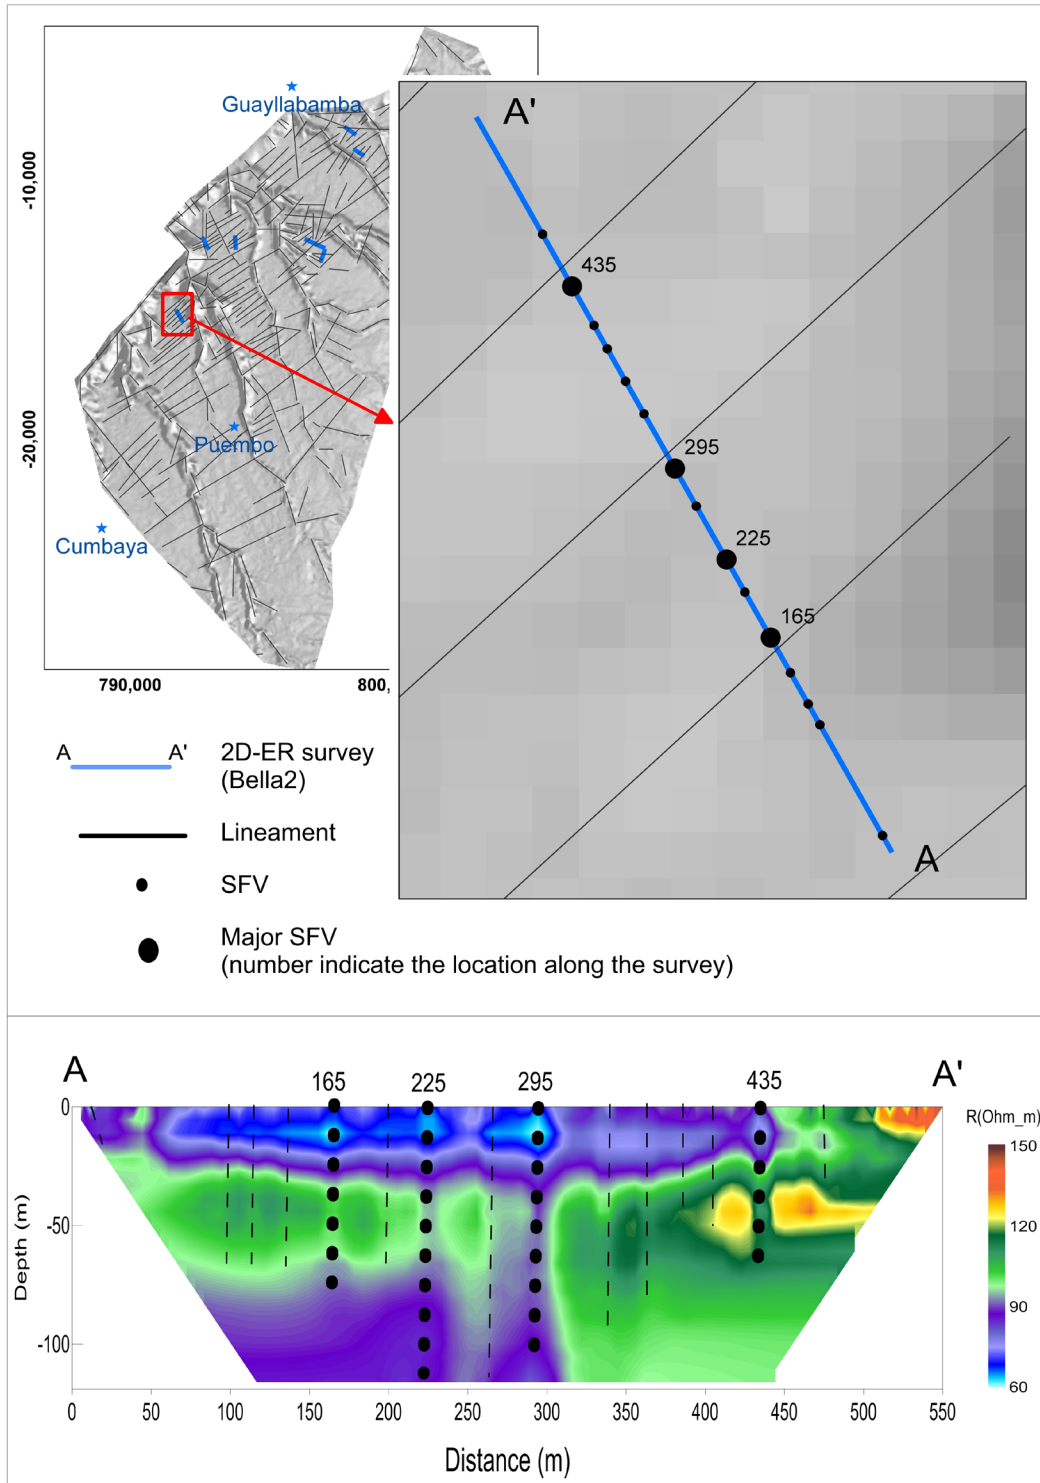 Guayllabamba
-10,000
Puembo
-20,000
Cumbaya
790,000
800,
A'
435
295
225
165
A
A A'
2D-ER survey
(Bella2)
Lineament
SFV
Major SFV
(number indicate the location along the survey)
A A'
165 225 295 435
R(Ohm_m)
150
120
90
60
Depth (m)
0
-50
-100
0 50 100 150 200 250 300 350 400 450 500 550
Distance (m)